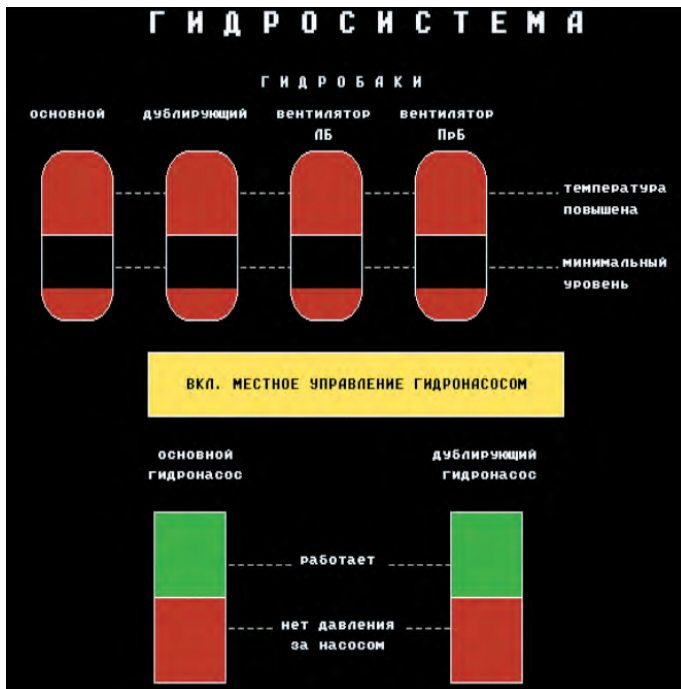 ГИДРОСИСТЕМА
ГИДРОБАКИ
ОСНОВНОЙ ДУБЛИРУЮЩИЙ ВЕНТИЛЯТОР ВЕНТИЛЯТОР
ЛБ ПрБ
ТЕМПЕРАТУРА
ПОВЫШЕНА
МИНИМАЛЬНЫЙ
УРОВЕНЬ
ВКЛ. МЕСТНОЕ УПРАВЛЕНИЕ ГИДРОНАСОСОМ
ОСНОВНОЙ ДУБЛИРУЮЩИЙ
ГИДРОНАСОС ГИДРОНАСОС
РАБОТАЕТ
НЕТ ДАВЛЕНИЯ
ЗА НАСОСОМ